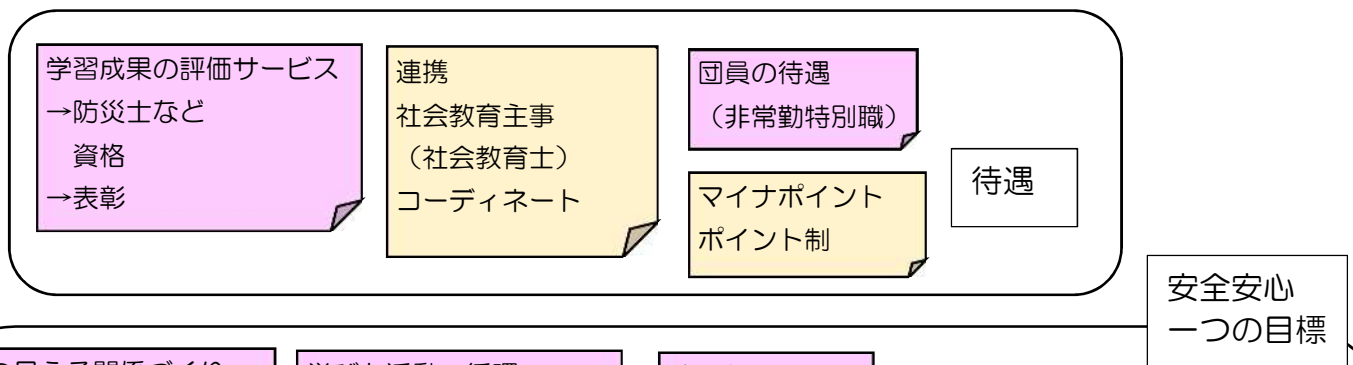 学習成果の評価サービス
→防災士など
資格
→表彰
連携
社会教育主事
（社会教育士）
コーディネート
団員の待遇
（非常勤特別職）
マイナポイント
ポイント制
待遇
安全安心
一つの目標